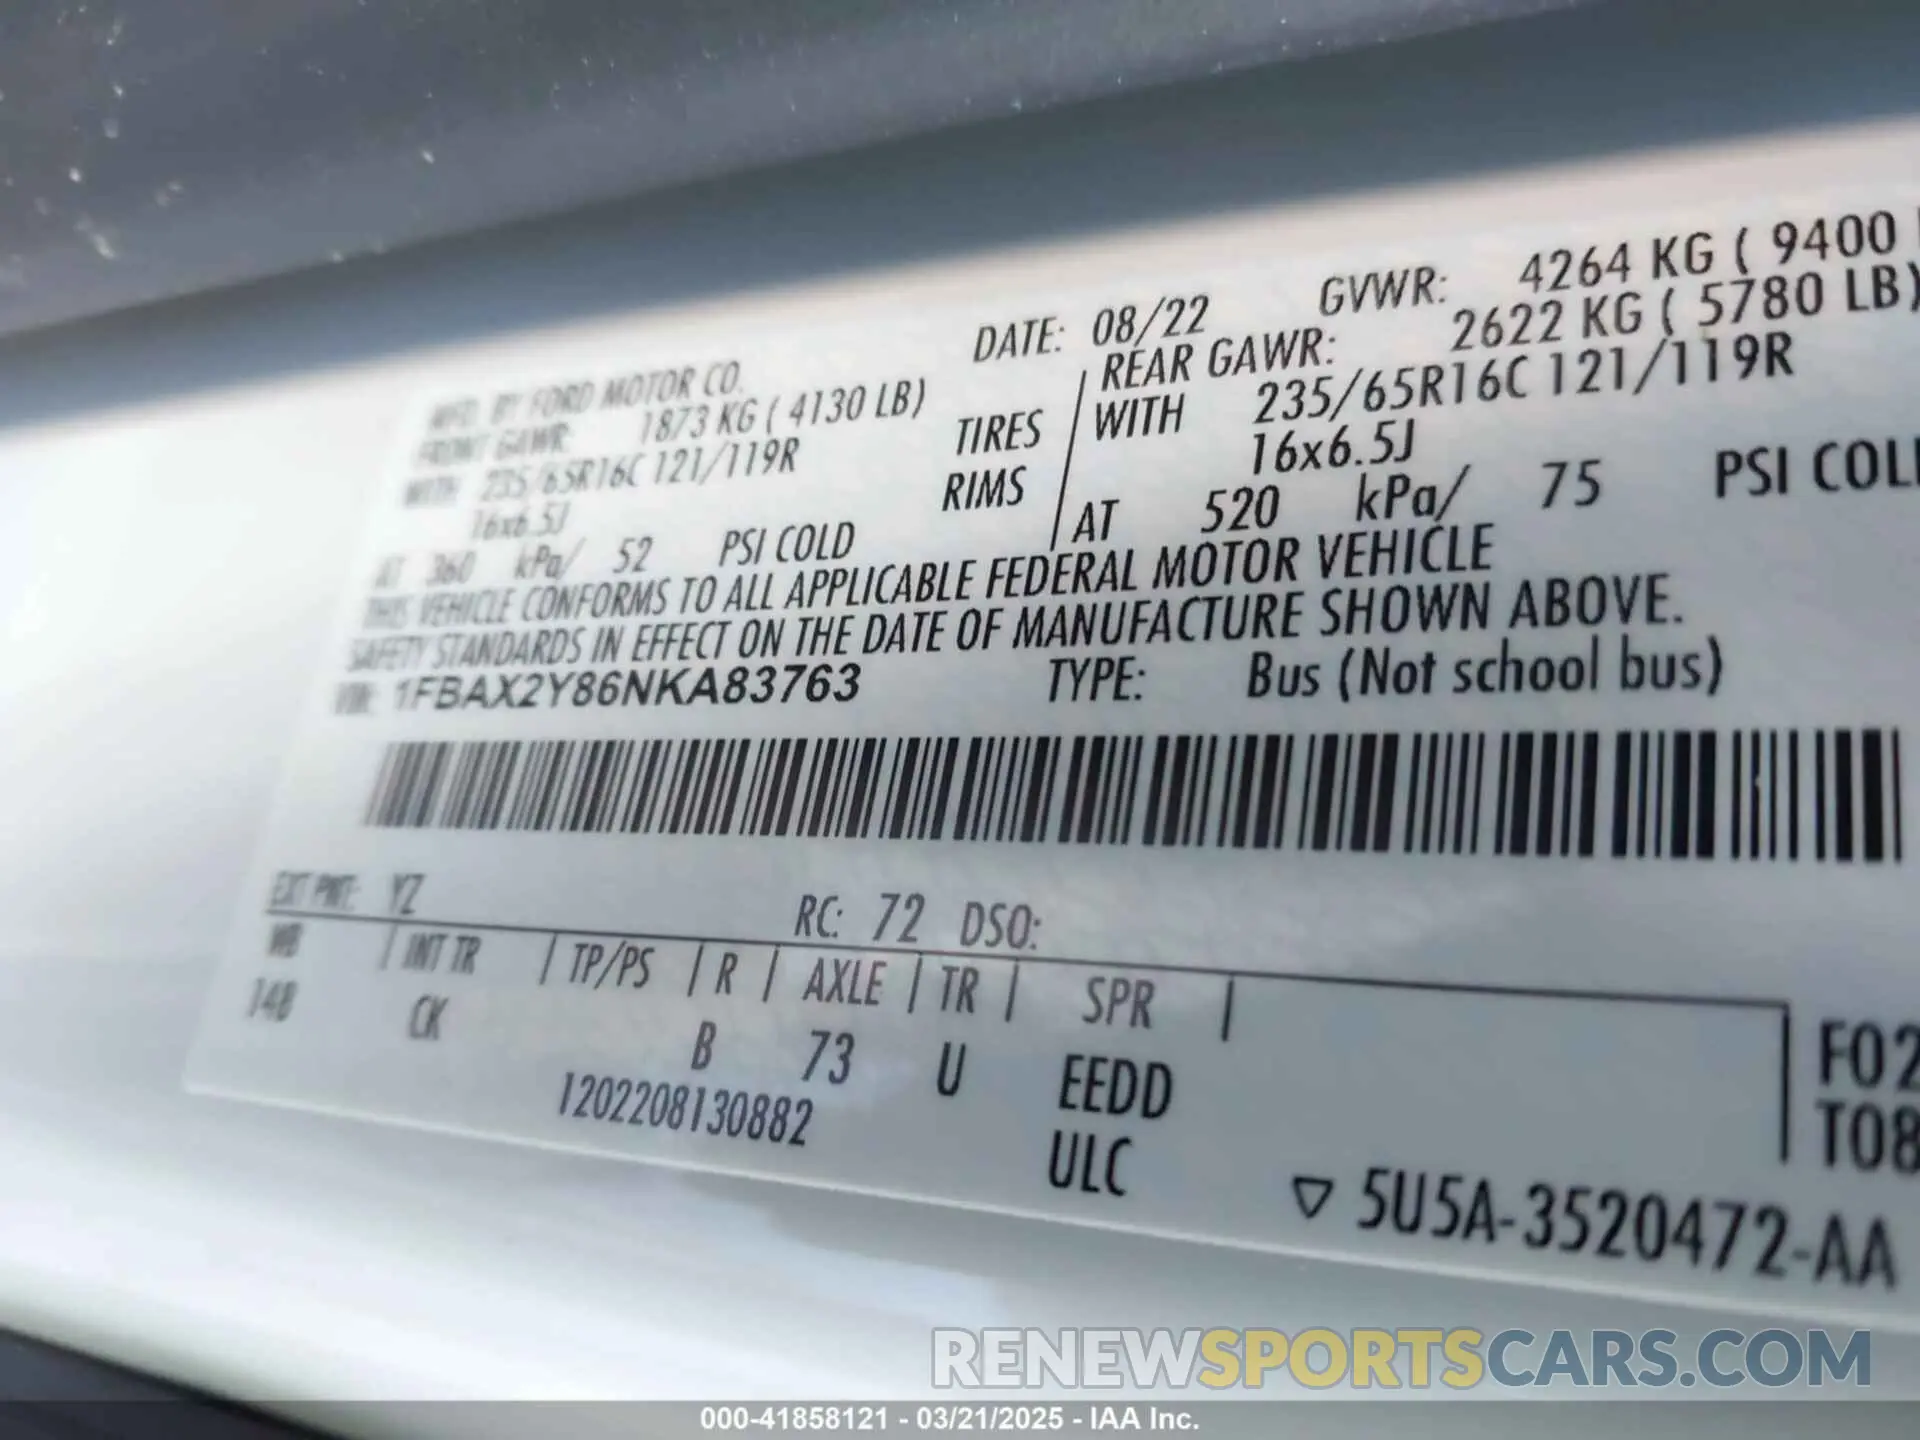 MFD. BY FORD MOTOR CO. DATE: 08/22 GVWR: 4264 KG ( 9400
FRONT GAWR: 1873 KG ( 4130 LB) REAR GAWR: 2622 KG ( 5780 LB)
WITH 235/65R16C 121/119R TIRES WITH 235/65R16C 121/119R
16x6.5J RIMS 16x6.5J
AT 360 kPa/ 52 PSI COLD AT 520 kPa/ 75 PSI COL
THIS VEHICLE CONFORMS TO ALL APPLICABLE FEDERAL MOTOR VEHICLE
SAFETY STANDARDS IN EFFECT ON THE DATE OF MANUFACTURE SHOWN ABOVE.
VIN: 1FBAX2Y86NKA83763 TYPE: Bus (Not school bus)
EXT PNT: YZ RC: 72 DSO:
WB INT TR TP/PS R AXLE TR SPR
148 CK B 73 U EEDD
F02
T08
1202208130882 ULC
▽ 5U5A-3520472-AA
RENEWSPORTSCARS.COM
000-41858121 - 03/21/2025 - IAA Inc.